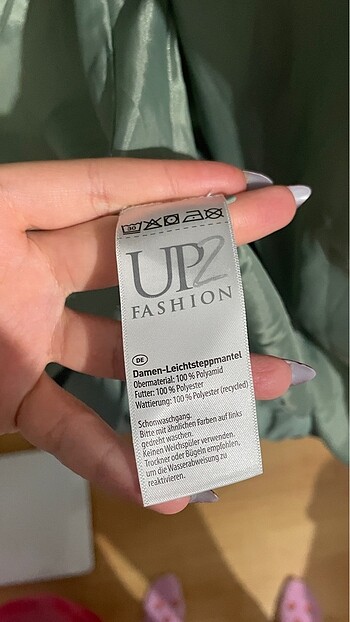 30
UP2
FASHION
DE
Damen-Leichtsteppmantel
Obermaterial: 100 % Polyamid
Futter: 100 % Polyester
Wattierung: 100 % Polyester (recycled)
Schonwaschgang.
Bitte mit ähnlichen Farben auf links
gedreht waschen.
Keinen Weichspüler verwenden.
Trockner oder Bügeln empfohlen,
um die Wasserabweisung zu
reaktivieren.